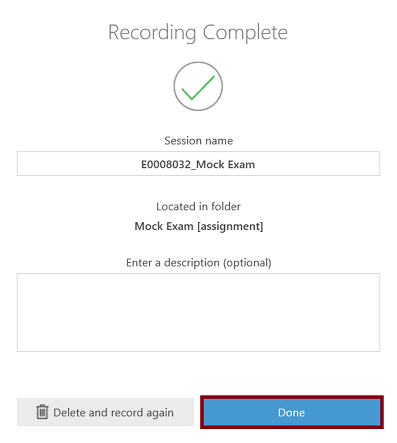 Recording Complete
Session name
E0008032_Mock Exam
Located in folder
Mock Exam [assignment]
Enter a description (optional)
Delete and record again
Done